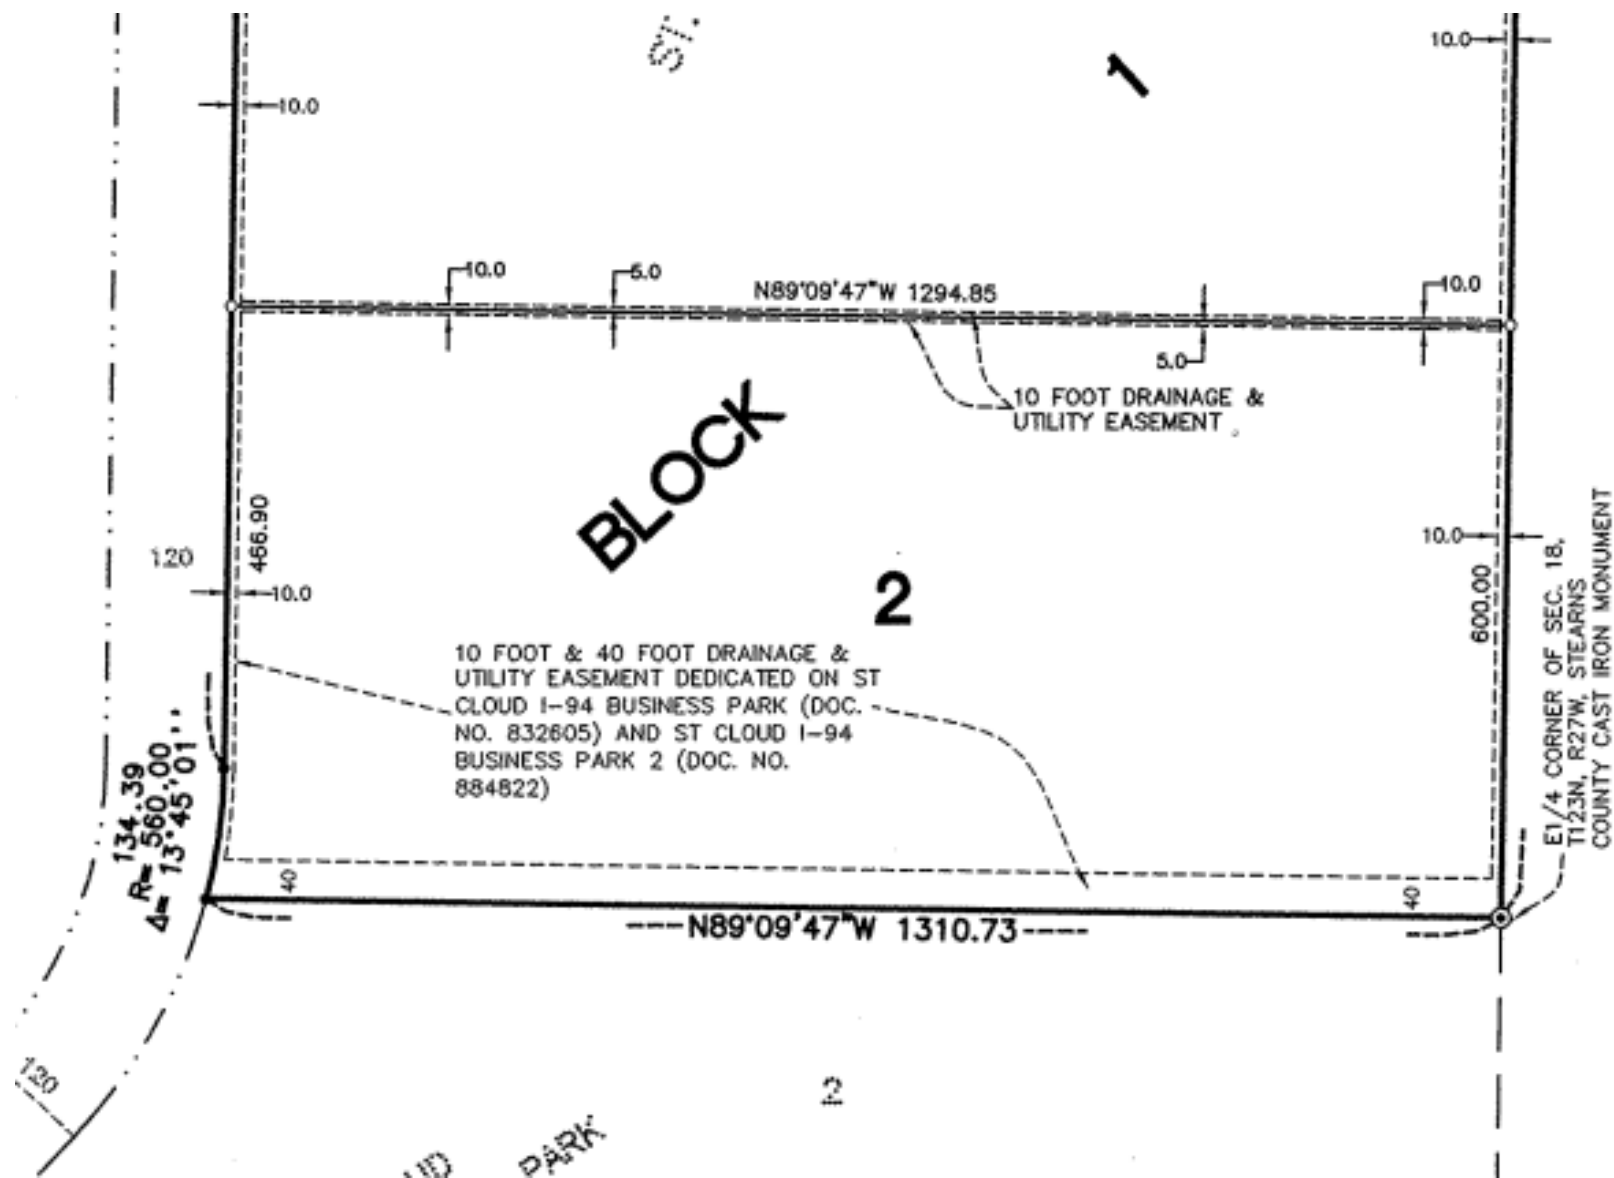 ST.
1
10.0
10.0
10.0
5.0
N89°09'47"W 1294.85
10.0
5.0
10 FOOT DRAINAGE &
UTILITY EASEMENT
BLOCK
2
466.90
120
10.0
10.0
600.00
10 FOOT & 40 FOOT DRAINAGE &
UTILITY EASEMENT DEDICATED ON ST
CLOUD I-94 BUSINESS PARK (DOC.
NO. 832605) AND ST CLOUD I-94
BUSINESS PARK 2 (DOC. NO.
884822)
E1/4 CORNER OF SEC. 18,
T123N, R27W, STEARNS
COUNTY CAST IRON MONUMENT
134.39
R= 560.00
Δ= 13°45'01''
40
40
N89°09'47"W 1310.73
120
2
PARK